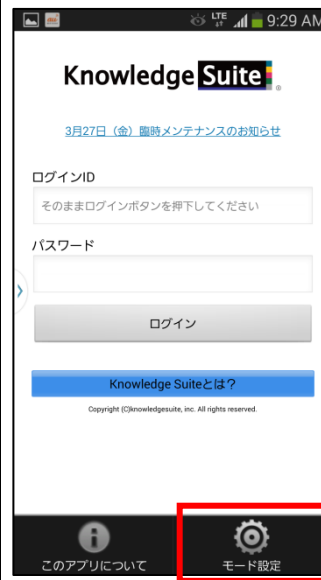 LTE 9:29 AM
Knowledge Suite
3月27日（金）臨時メンテナンスのお知らせ
ログインID
そのままログインボタンを押下してください
パスワード
ログイン
Knowledge Suiteとは？
Copyright (C)knowledgesuite, inc. All rights reserved.
このアプリについて
モード設定